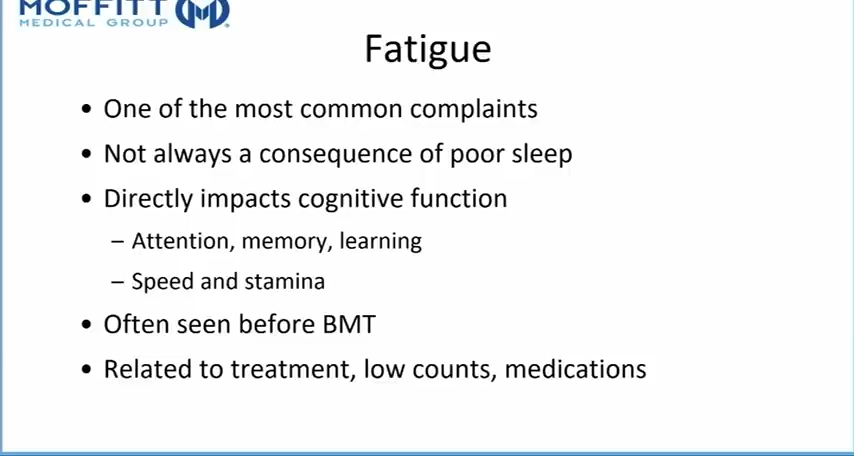 MOFFITT
MEDICAL GROUP
Fatigue
• One of the most common complaints
• Not always a consequence of poor sleep
• Directly impacts cognitive function
– Attention, memory, learning
– Speed and stamina
• Often seen before BMT
• Related to treatment, low counts, medications